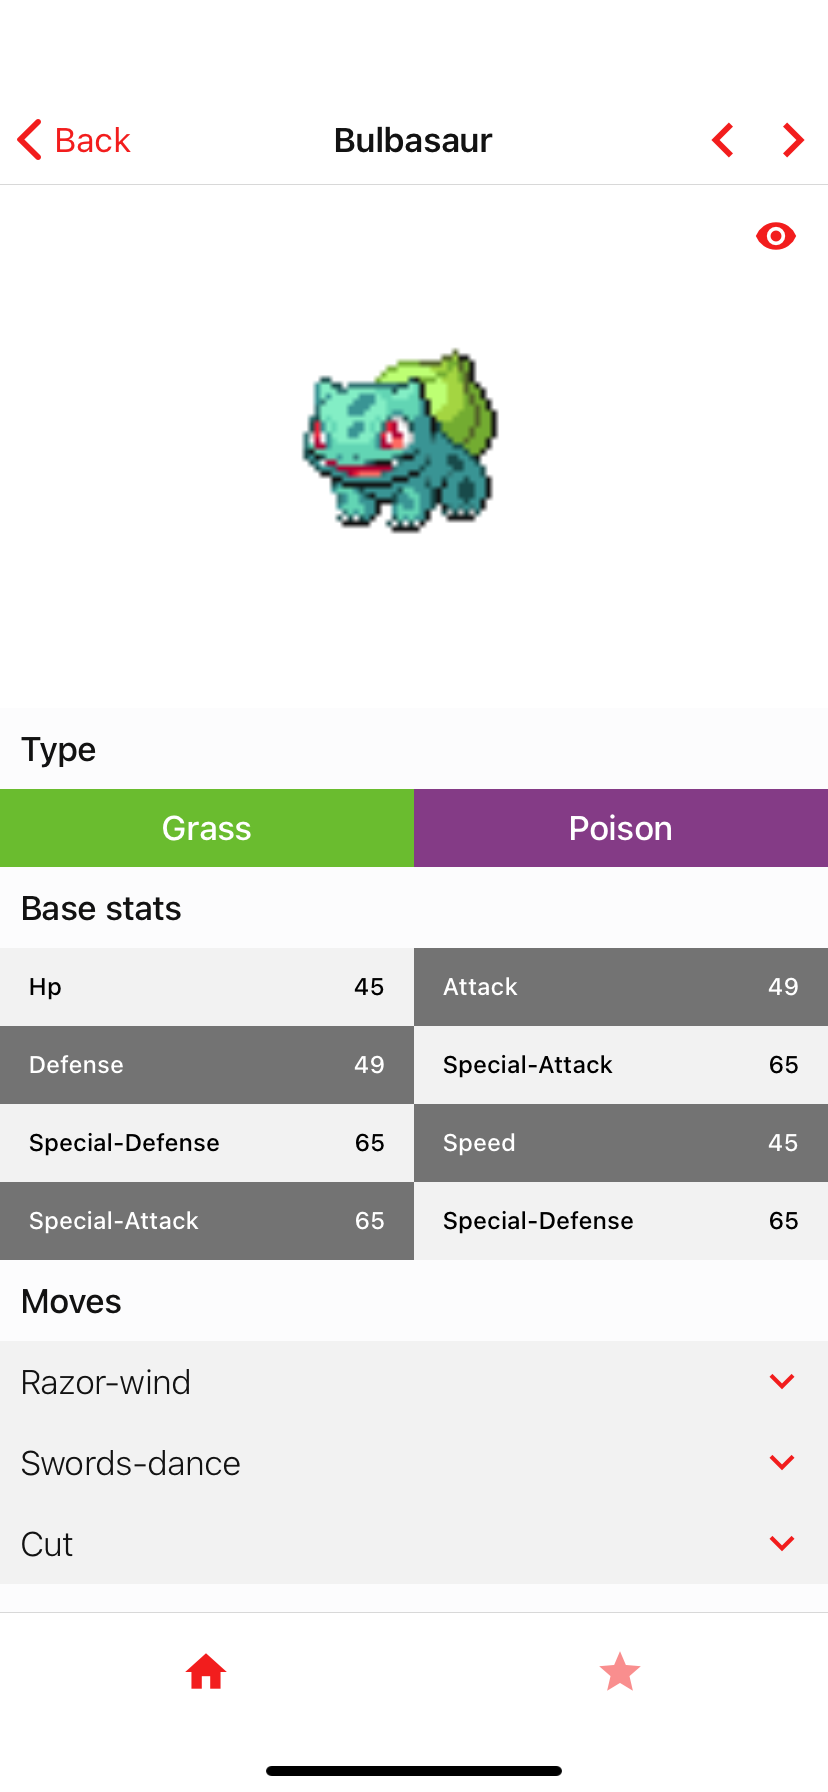 Back Bulbasaur
Type
Grass Poison
Base stats
Hp 45 Attack 49
Defense 49 Special-Attack 65
Special-Defense 65 Speed 45
Special-Attack 65 Special-Defense 65
Moves
Razor-wind
Swords-dance
Cut